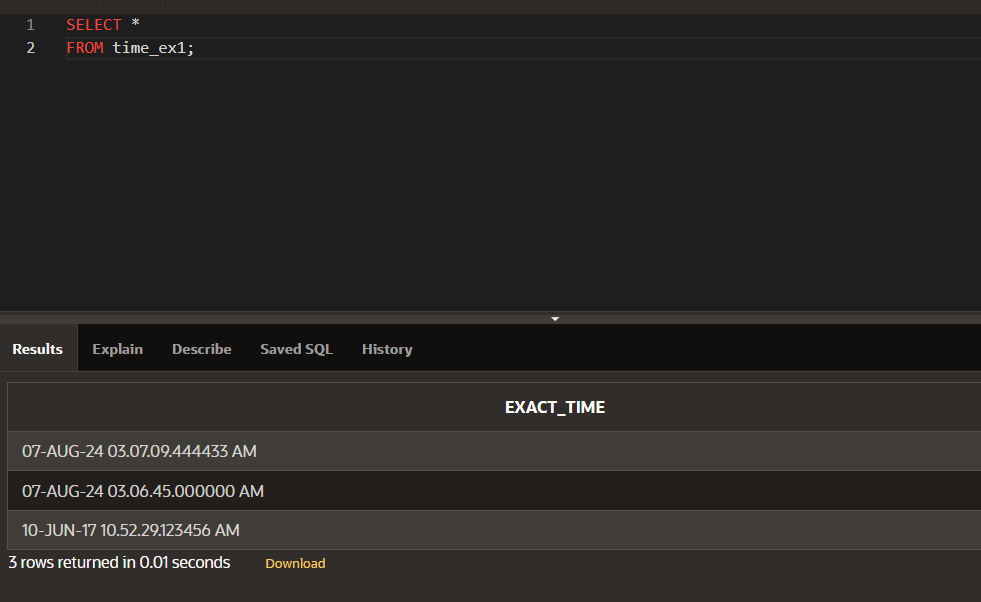 1 SELECT *
2 FROM time_ex1;
Results Explain Describe Saved SQL History
EXACT_TIME
07-AUG-24 03.07.09.444433 AM
07-AUG-24 03.06.45.000000 AM
10-JUN-17 10.52.29.123456 AM
3 rows returned in 0.01 seconds Download